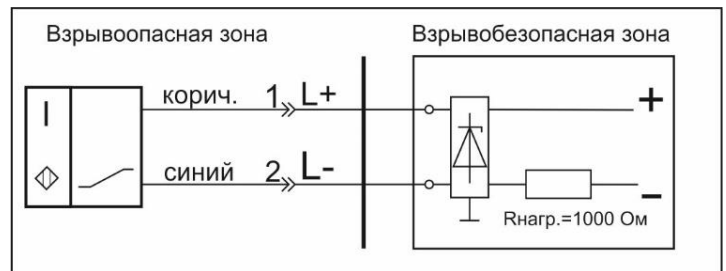 Взрывоопасная зона
Взрывобезопасная зона
I
корич. 1 L+
+
синий 2 L-
–
Rнагр.=1000 Ом